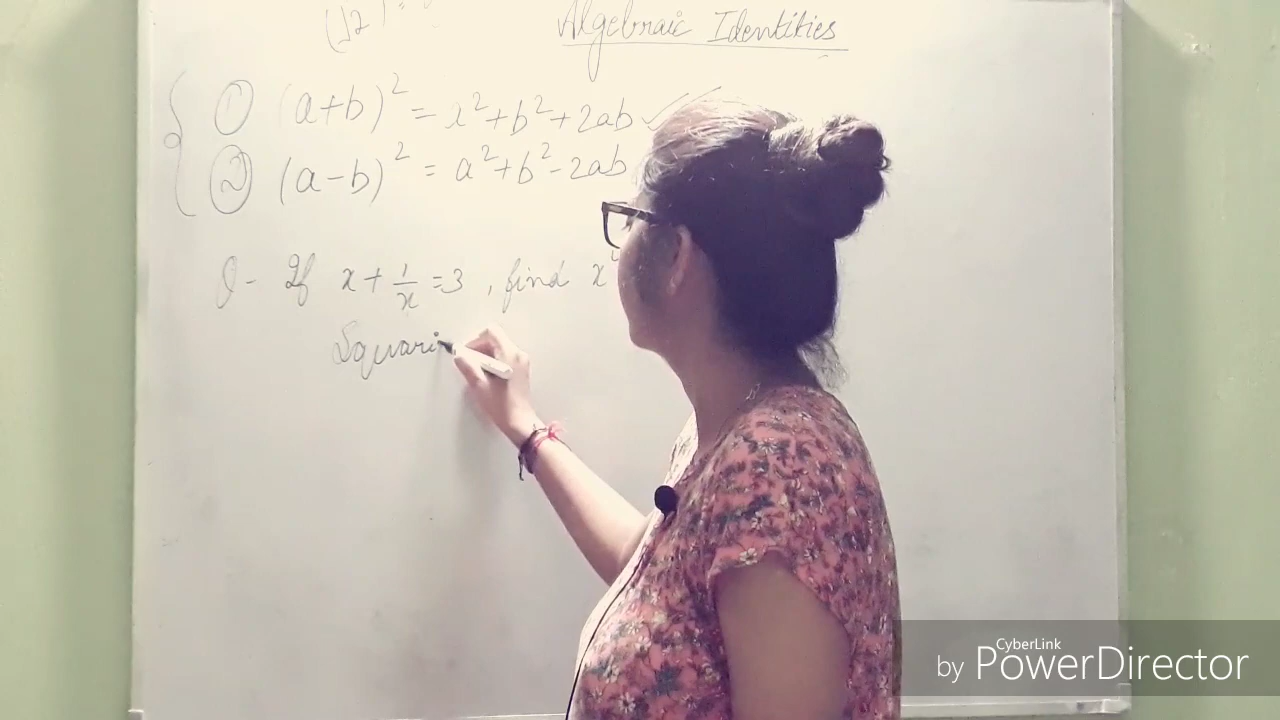 Algebraic Identities
① (a+b)² = a²+b²+2ab ✓
② (a-b)² = a²+b²-2ab
Q- If x + 1/x = 3 , find x⁴
Squari
CyberLink
by PowerDirector